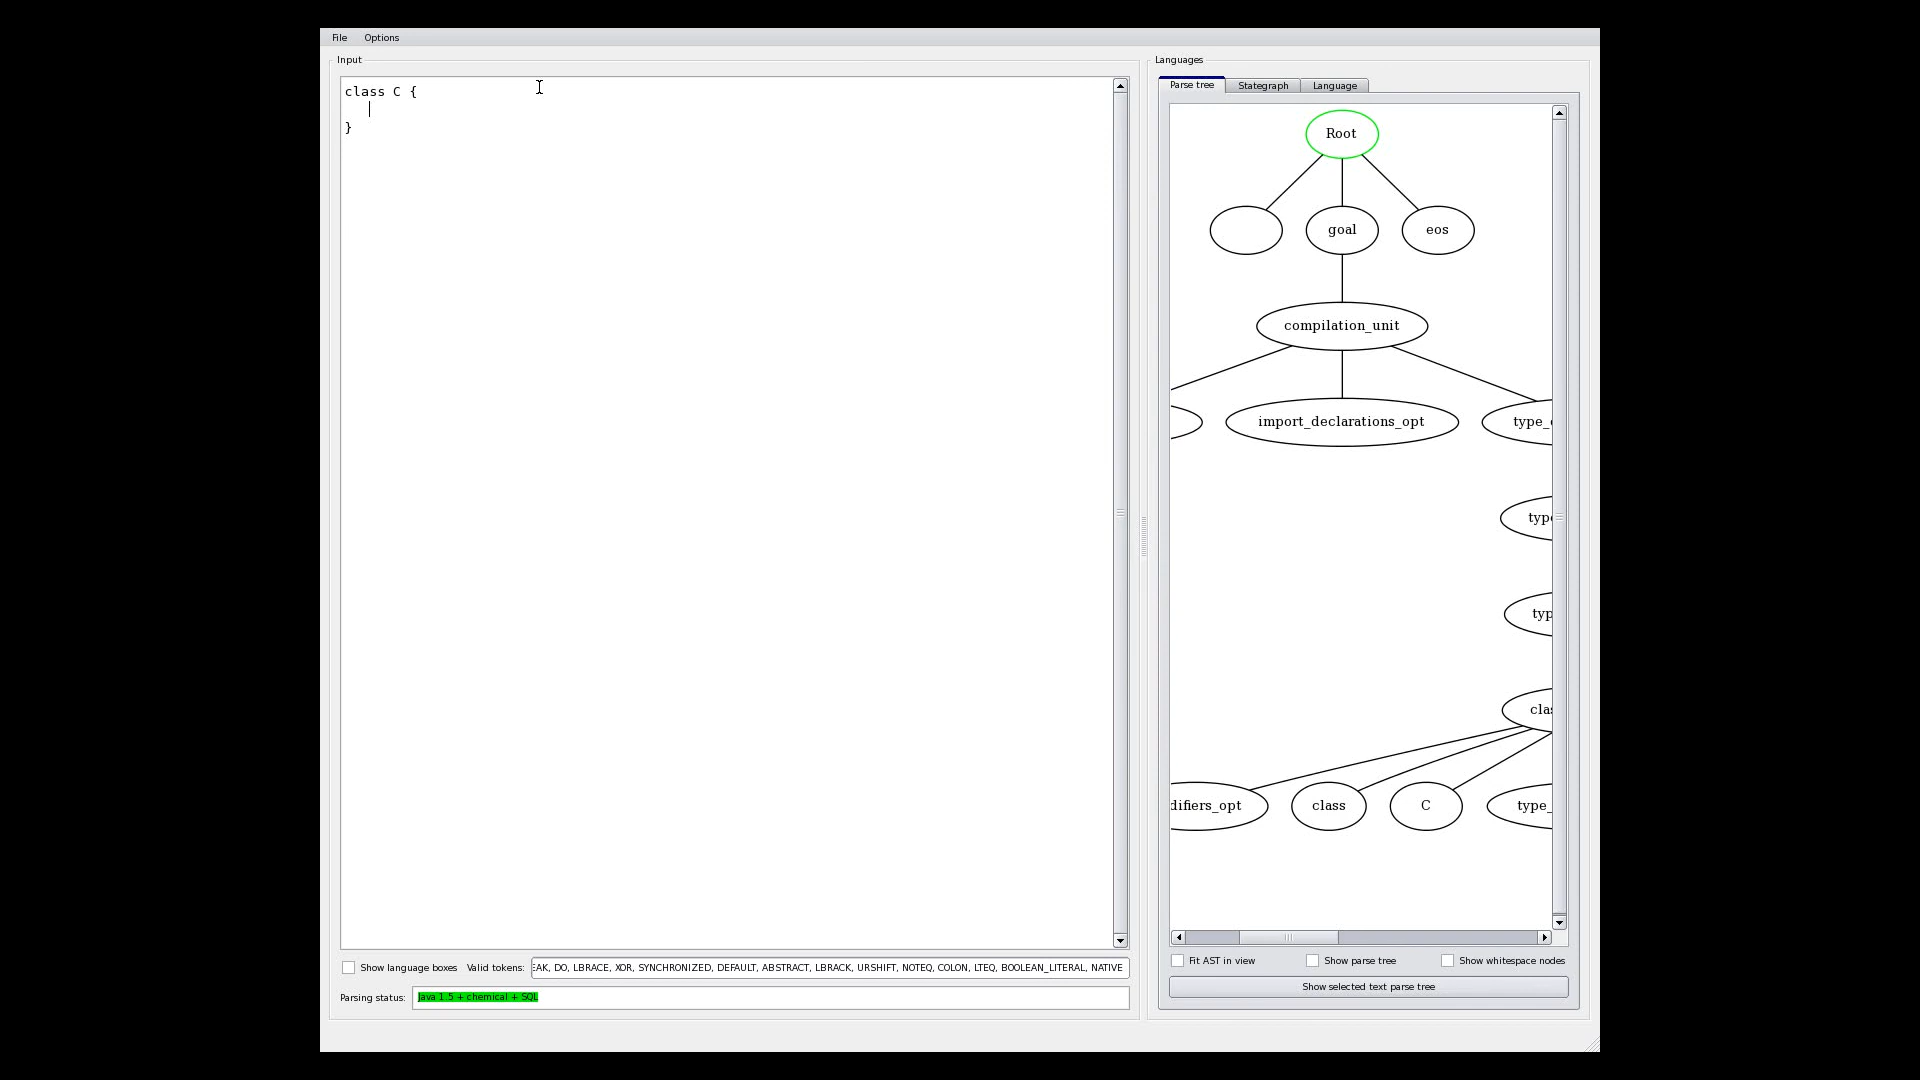 File Options
Input
class C {
}
Show language boxes Valid tokens: EAK, DO, LBRACE, XOR, SYNCHRONIZED, DEFAULT, ABSTRACT, LBRACK, URSHIFT, NOTEQ, COLON, LTEQ, BOOLEAN_LITERAL, NATIVE
Parsing status: Java 1.5 + chemical + SQL
Languages
Parse tree Stategraph Language
Root
goal eos
compilation_unit
import_declarations_opt type_
type
typ
clas
difiers_opt class C type_
Fit AST in view Show parse tree Show whitespace nodes
Show selected text parse tree